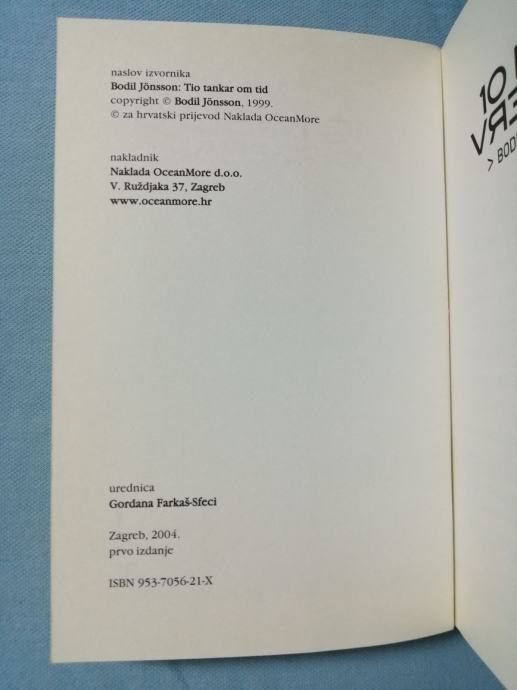 naslov izvornika
Bodil Jönsson: Tio tankar om tid
copyright © Bodil Jönsson, 1999.
© za hrvatski prijevod Naklada OceanMore
nakladnik
Naklada OceanMore d.o.o.
V. Ruždjaka 37, Zagreb
www.oceanmore.hr
urednica
Gordana Farkaš-Sfeci
Zagreb, 2004.
prvo izdanje
ISBN 953-7056-21-X
10
> BOD